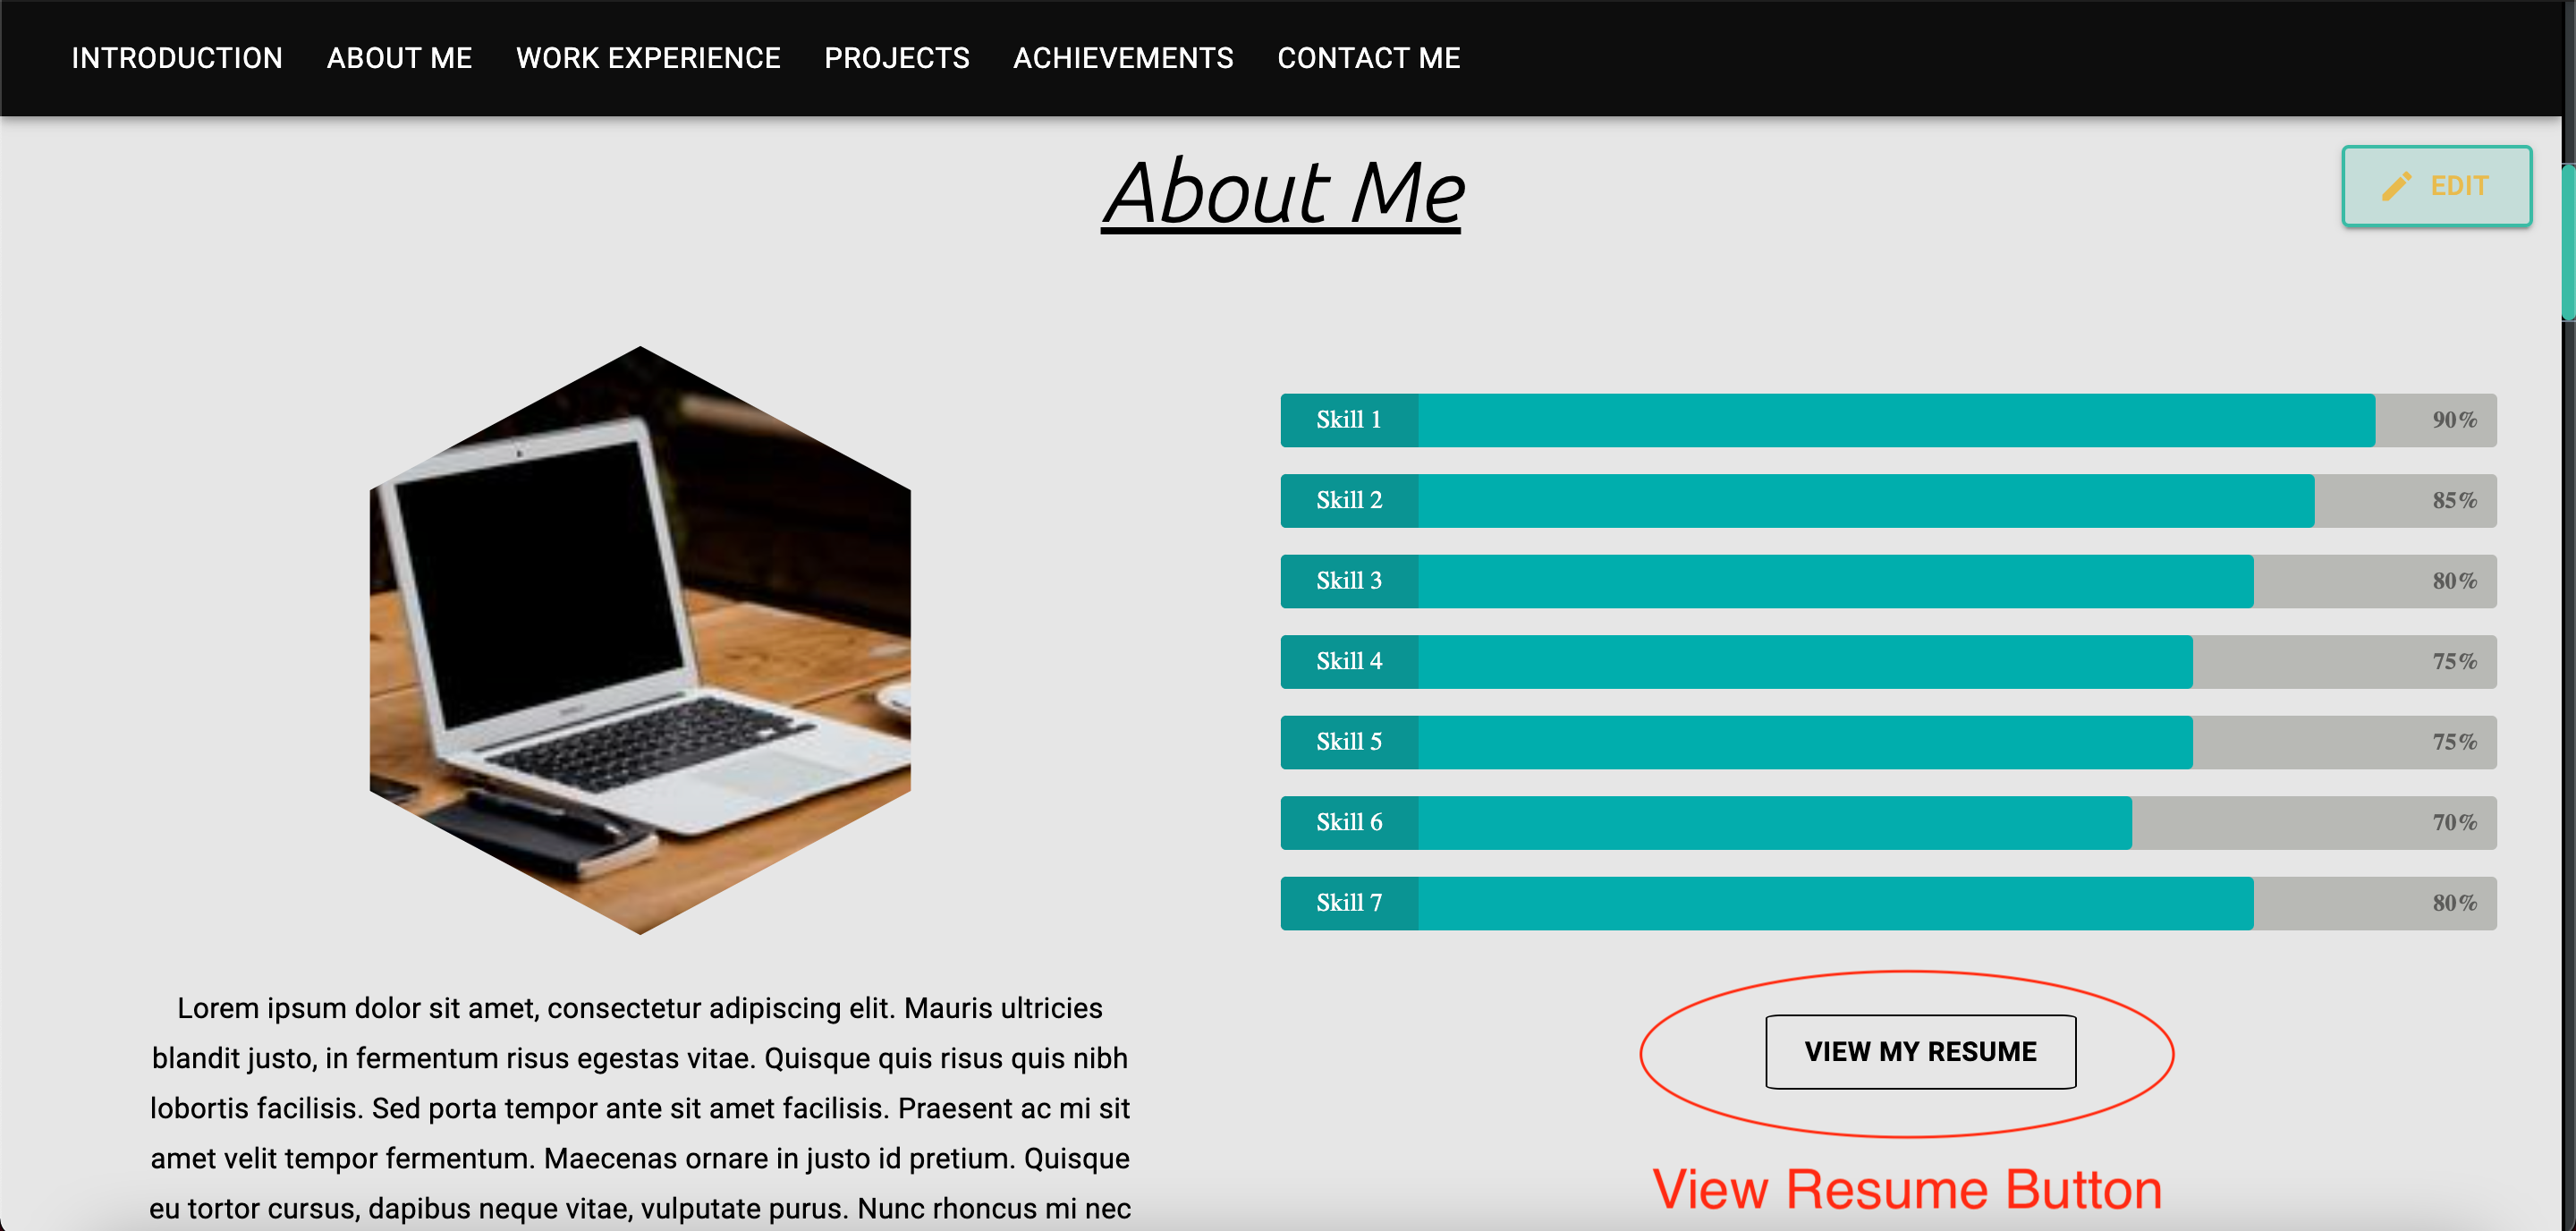 INTRODUCTION ABOUT ME WORK EXPERIENCE PROJECTS ACHIEVEMENTS CONTACT ME
About Me
EDIT
Skill 1 90%
Skill 2 85%
Skill 3 80%
Skill 4 75%
Skill 5 75%
Skill 6 70%
Skill 7 80%
Lorem ipsum dolor sit amet, consectetur adipiscing elit. Mauris ultricies
blandit justo, in fermentum risus egestas vitae. Quisque quis risus quis nibh
lobortis facilisis. Sed porta tempor ante sit amet facilisis. Praesent ac mi sit
amet velit tempor fermentum. Maecenas ornare in justo id pretium. Quisque
eu tortor cursus, dapibus neque vitae, vulputate purus. Nunc rhoncus mi nec
VIEW MY RESUME
View Resume Button